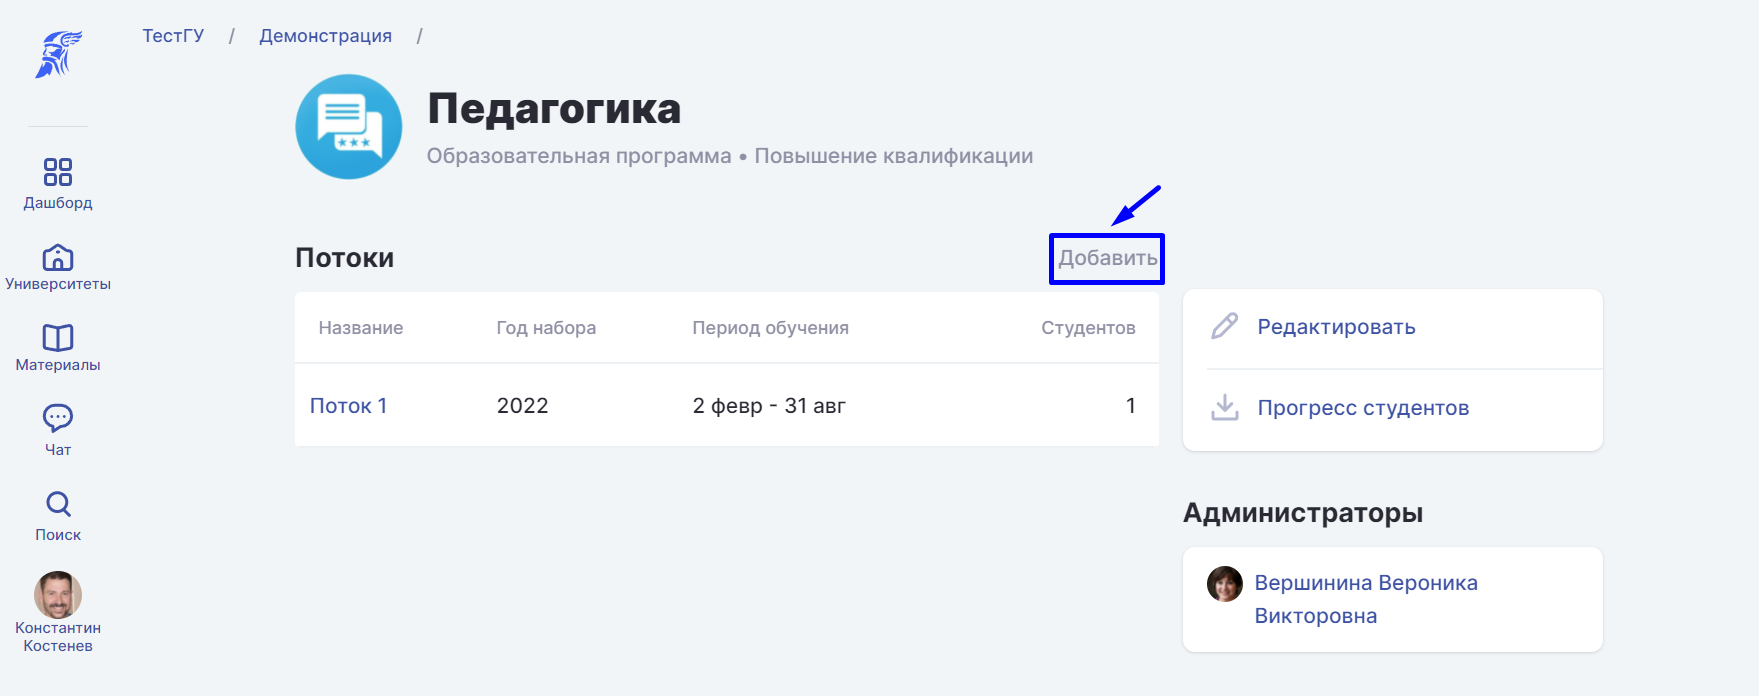 ТестГУ / Демонстрация /
Педагогика
Образовательная программа • Повышение квалификации
Дашборд
Университеты
Материалы
Чат
Поиск
Константин
Костенев
Потоки
Добавить
Название Год набора Период обучения Студентов
Поток 1 2022 2 февр - 31 авг 1
Редактировать
Прогресс студентов
Администраторы
Вершинина Вероника
Викторовна